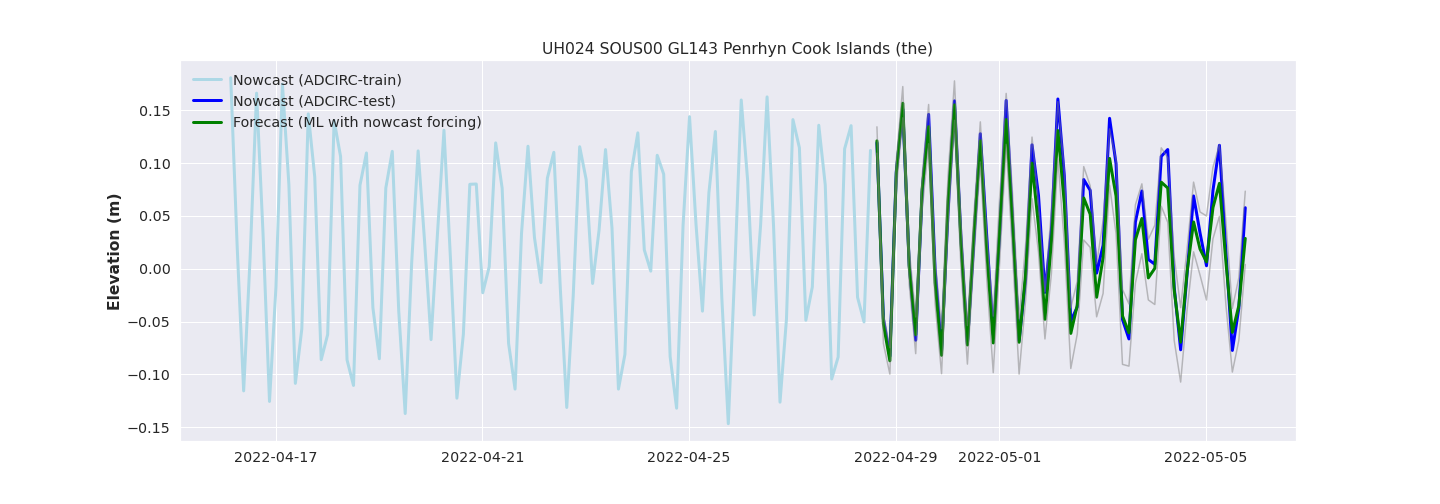 UH024 SOUS00 GL143 Penrhyn Cook Islands (the)
Nowcast (ADCIRC-train)
Nowcast (ADCIRC-test)
Forecast (ML with nowcast forcing)
Elevation (m)
0.15
0.10
0.05
0.00
−0.05
−0.10
−0.15
2022-04-17 2022-04-21 2022-04-25 2022-04-29 2022-05-01 2022-05-05